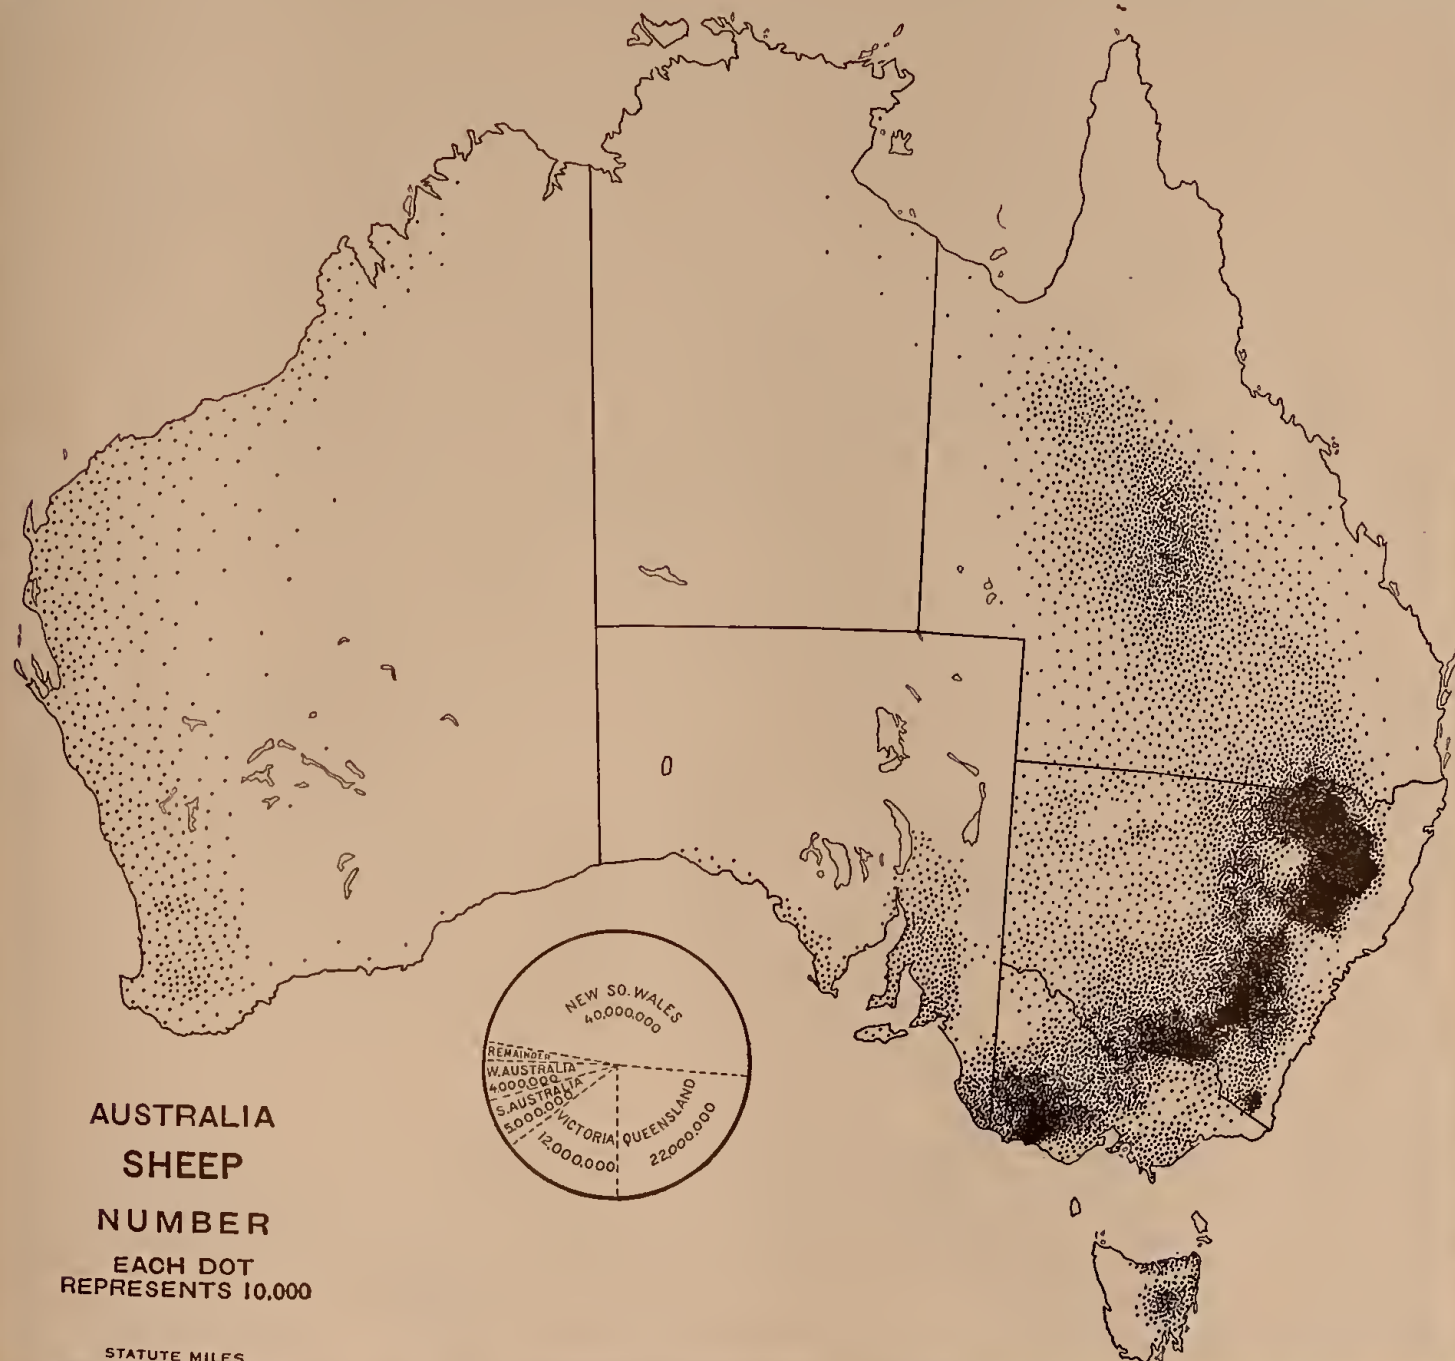 NEW SO. WALES
40,000,000
REMAINDER
W. AUSTRALIA
4,000,000
S. AUSTRALIA
5,000,000
VICTORIA
12,000,000
QUEENSLAND
22,000,000
AUSTRALIA
SHEEP
NUMBER
EACH DOT
REPRESENTS 10,000
STATUTE MILES